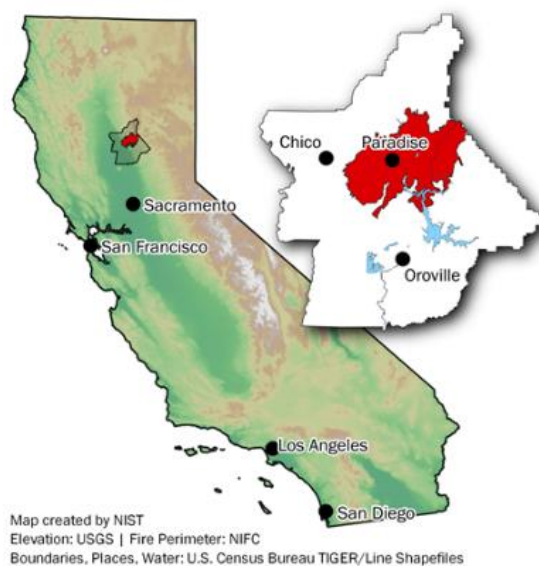 Chico
Paradise
Oroville
Sacramento
San Francisco
Los Angeles
San Diego
Map created by NIST
Elevation: USGS | Fire Perimeter: NIFC
Boundaries, Places, Water: U.S. Census Bureau TIGER/Line Shapefiles